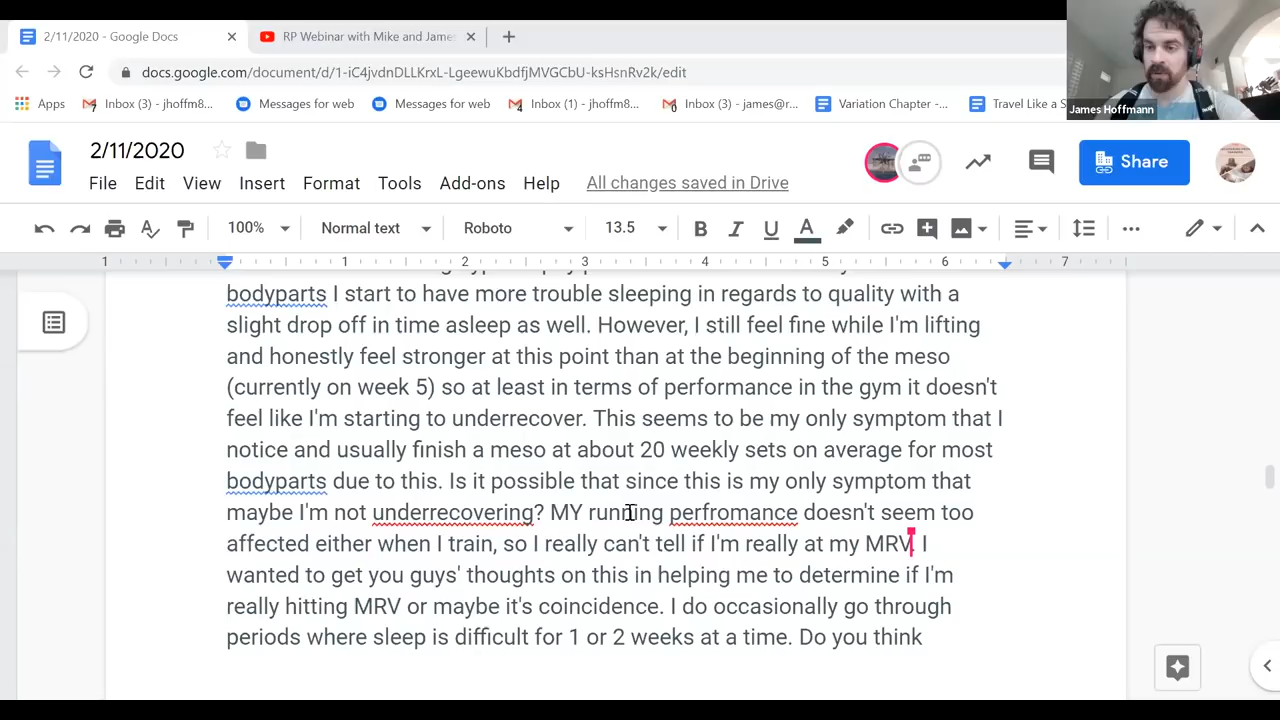 2/11/2020 - Google Docs
RP Webinar with Mike and Jame
docs.google.com/document/d/1-iC4jvdnDLLKrxL-LgeewuKbdfjMVGCbU-ksHsnRv2k/edit
Apps Inbox (3) - jhoffm8... Messages for web Messages for web Inbox (1) - jhoffm8... Inbox (2) - james@r... Variation Chapter -... Travel Like a
James Hoffmann
2/11/2020
Share
File Edit View Insert Format Tools Add-ons Help All changes saved in Drive
100% Normal text Roboto 13.5 B I U A
1 1 2 3 4 5 6 7
bodyparts I start to have more trouble sleeping in regards to quality with a
slight drop off in time asleep as well. However, I still feel fine while I'm lifting
and honestly feel stronger at this point than at the beginning of the meso
(currently on week 5) so at least in terms of performance in the gym it doesn't
feel like I'm starting to underrecover. This seems to be my only symptom that I
notice and usually finish a meso at about 20 weekly sets on average for most
bodyparts due to this. Is it possible that since this is my only symptom that
maybe I'm not underrecovering? MY running perfromance doesn't seem too
affected either when I train, so I really can't tell if I'm really at my MRV. I
wanted to get you guys' thoughts on this in helping me to determine if I'm
really hitting MRV or maybe it's coincidence. I do occasionally go through
periods where sleep is difficult for 1 or 2 weeks at a time. Do you think